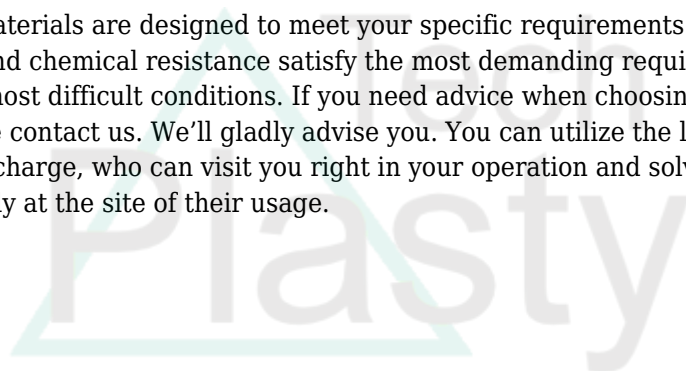 Tech
Plasty
aterials are designed to meet your specific requirements
nd chemical resistance satisfy the most demanding requi
nost difficult conditions. If you need advice when choosin
e contact us. We’ll gladly advise you. You can utilize the l
charge, who can visit you right in your operation and solv
y at the site of their usage.